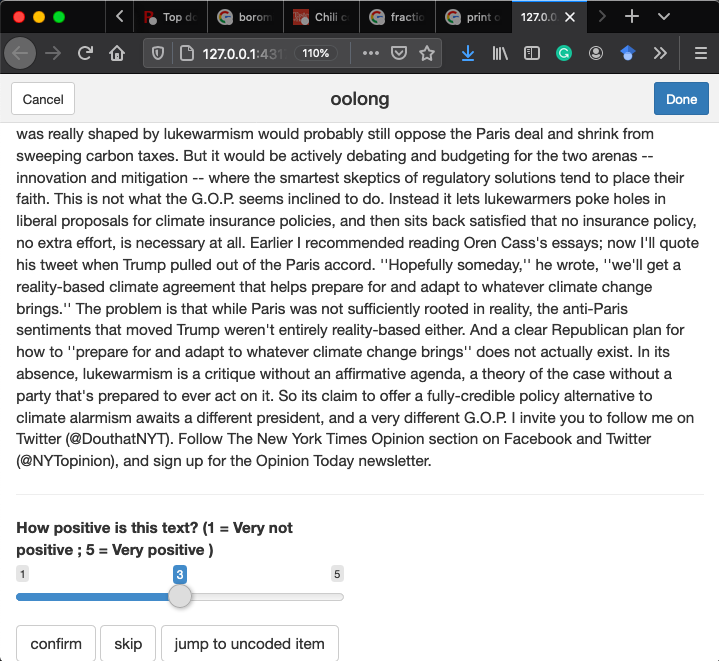 Top do
borom
Chili c
fractio
print o
127.0.0.
127.0.0.1:431
110%
Cancel
oolong
Done
was really shaped by lukewarmism would probably still oppose the Paris deal and shrink from
sweeping carbon taxes. But it would be actively debating and budgeting for the two arenas --
innovation and mitigation -- where the smartest skeptics of regulatory solutions tend to place their
faith. This is not what the G.O.P. seems inclined to do. Instead it lets lukewarmers poke holes in
liberal proposals for climate insurance policies, and then sits back satisfied that no insurance policy,
no extra effort, is necessary at all. Earlier I recommended reading Oren Cass's essays; now I'll quote
his tweet when Trump pulled out of the Paris accord. ''Hopefully someday,'' he wrote, ''we'll get a
reality-based climate agreement that helps prepare for and adapt to whatever climate change
brings.'' The problem is that while Paris was not sufficiently rooted in reality, the anti-Paris
sentiments that moved Trump weren't entirely reality-based either. And a clear Republican plan for
how to ''prepare for and adapt to whatever climate change brings'' does not actually exist. In its
absence, lukewarmism is a critique without an affirmative agenda, a theory of the case without a
party that's prepared to ever act on it. So its claim to offer a fully-credible policy alternative to
climate alarmism awaits a different president, and a very different G.O.P. I invite you to follow me on
Twitter (@DouthatNYT). Follow The New York Times Opinion section on Facebook and Twitter
(@NYTopinion), and sign up for the Opinion Today newsletter.
How positive is this text? (1 = Very not
positive ; 5 = Very positive )
1
3
5
confirm
skip
jump to uncoded item